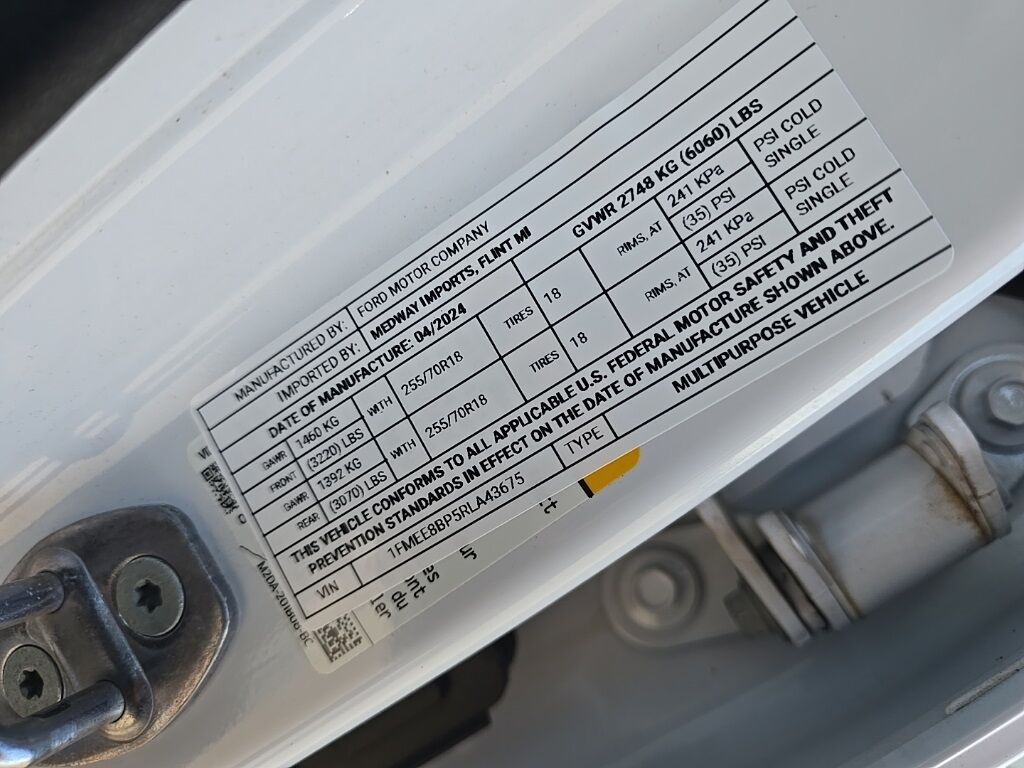 MANUFACTURED BY: FORD MOTOR COMPANY
IMPORTED BY: MEDWAY IMPORTS, FLINT MI
DATE OF MANUFACTURE: 04/2024 GVWR 2748 KG (6060) LBS
FRONT GAWR 1460 KG (3220) LBS WITH 255/70R18 TIRES 18 RIMS, AT 241 KPa (35) PSI PSI COLD SINGLE
REAR GAWR 1392 KG (3070) LBS WITH 255/70R18 TIRES 18 RIMS, AT 241 KPa (35) PSI PSI COLD SINGLE
THIS VEHICLE CONFORMS TO ALL APPLICABLE U.S. FEDERAL MOTOR SAFETY AND THEFT
PREVENTION STANDARDS IN EFFECT ON THE DATE OF MANUFACTURE SHOWN ABOVE.
VIN 1FMEE8BP5RLA43675 TYPE MULTIPURPOSE VEHICLE